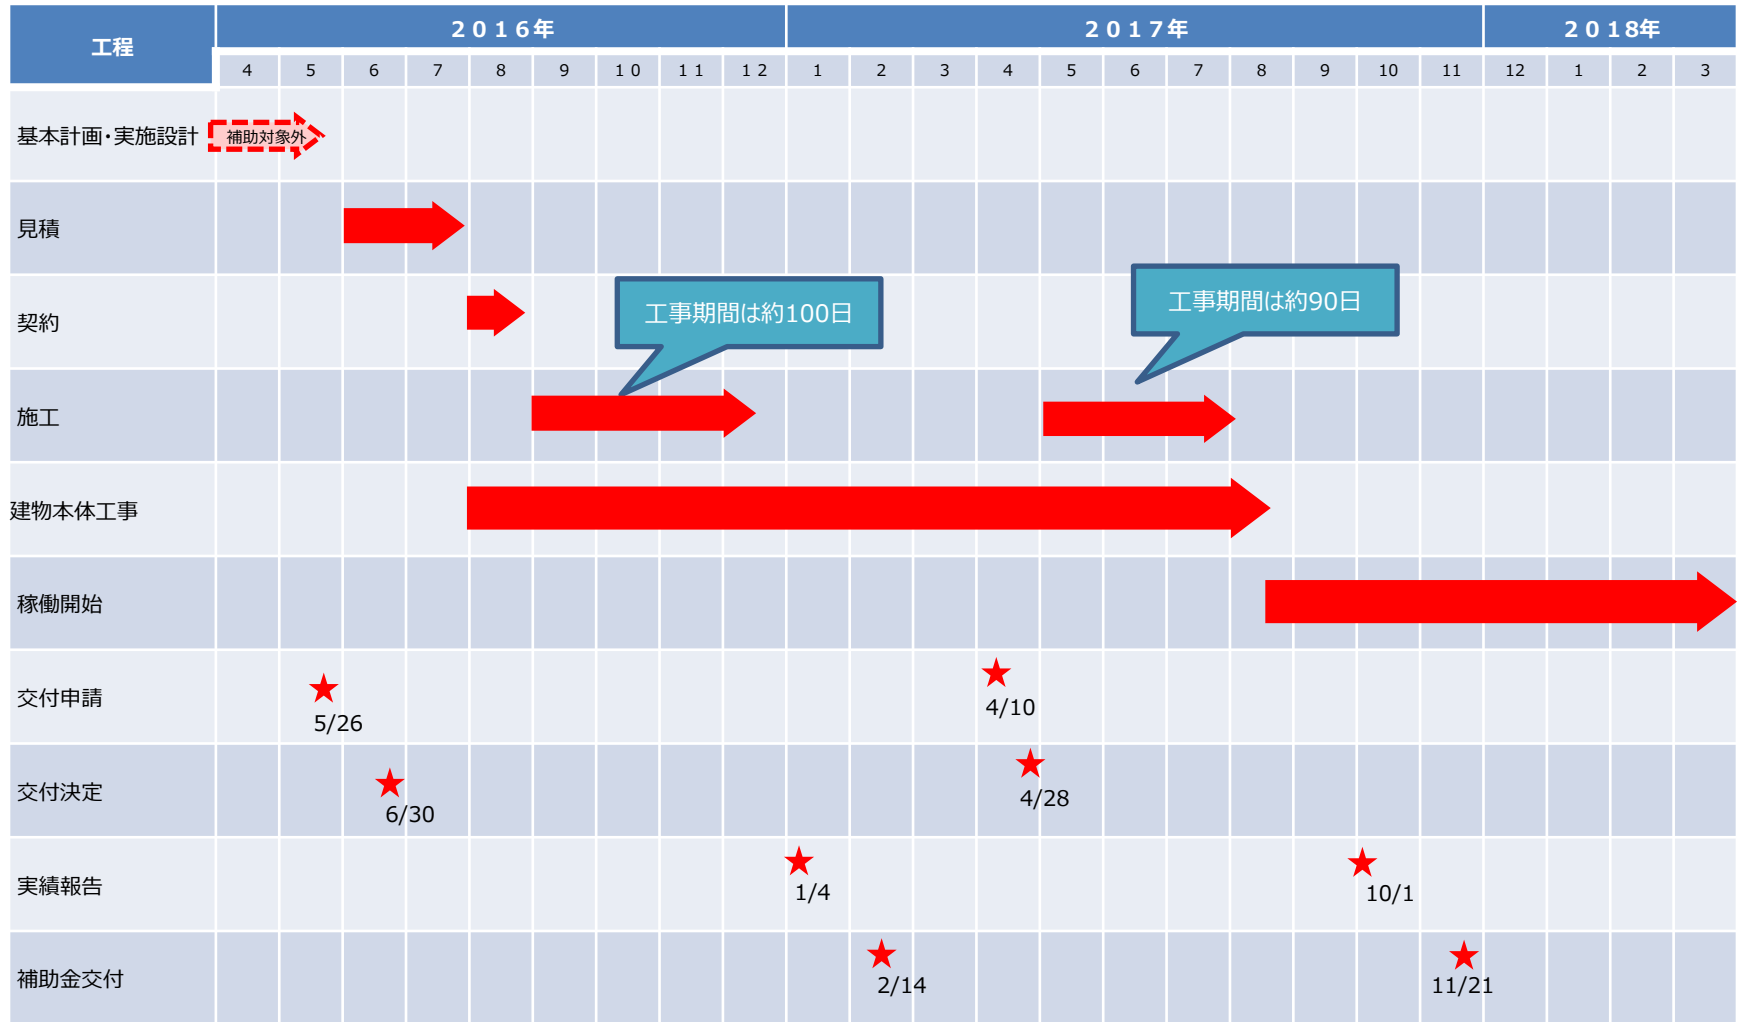 工程
２０１６年
２０１７年
２０１8年
4 5 6 7 8 9 １０ １１ １２ 1 2 3 4 5 6 7 8 9 10 11 12 1 2 3
基本計画・実施設計
補助対象外
見積
契約
工事期間は約100日
工事期間は約90日
施工
建物本体工事
稼働開始
交付申請
5/26
4/10
交付決定
6/30
4/28
実績報告
1/4
10/1
補助金交付
2/14
11/21